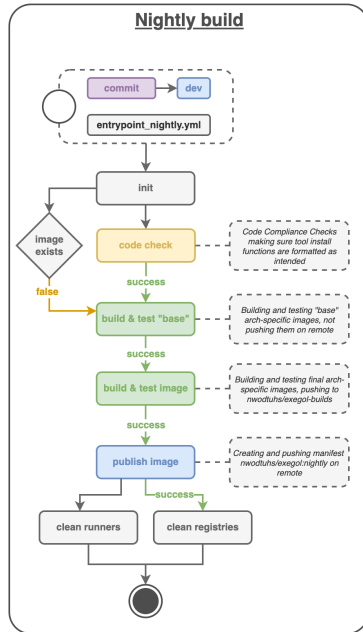 Nightly build
commit
dev
entrypoint_nightly.yml
init
image
exists
code check
Code Compliance Checks
making sure tool install
functions are formatted as
intended
success
false
build & test "base"
Building and testing "base"
arch-specific images, not
pushing them on remote
success
build & test image
Building and testing final arch-
specific images, pushing to
nwodtuhs/exegol-builds
success
publish image
Creating and pushing manifest
nwodtuhs/exegol:nightly on
remote
success
clean runners
clean registries